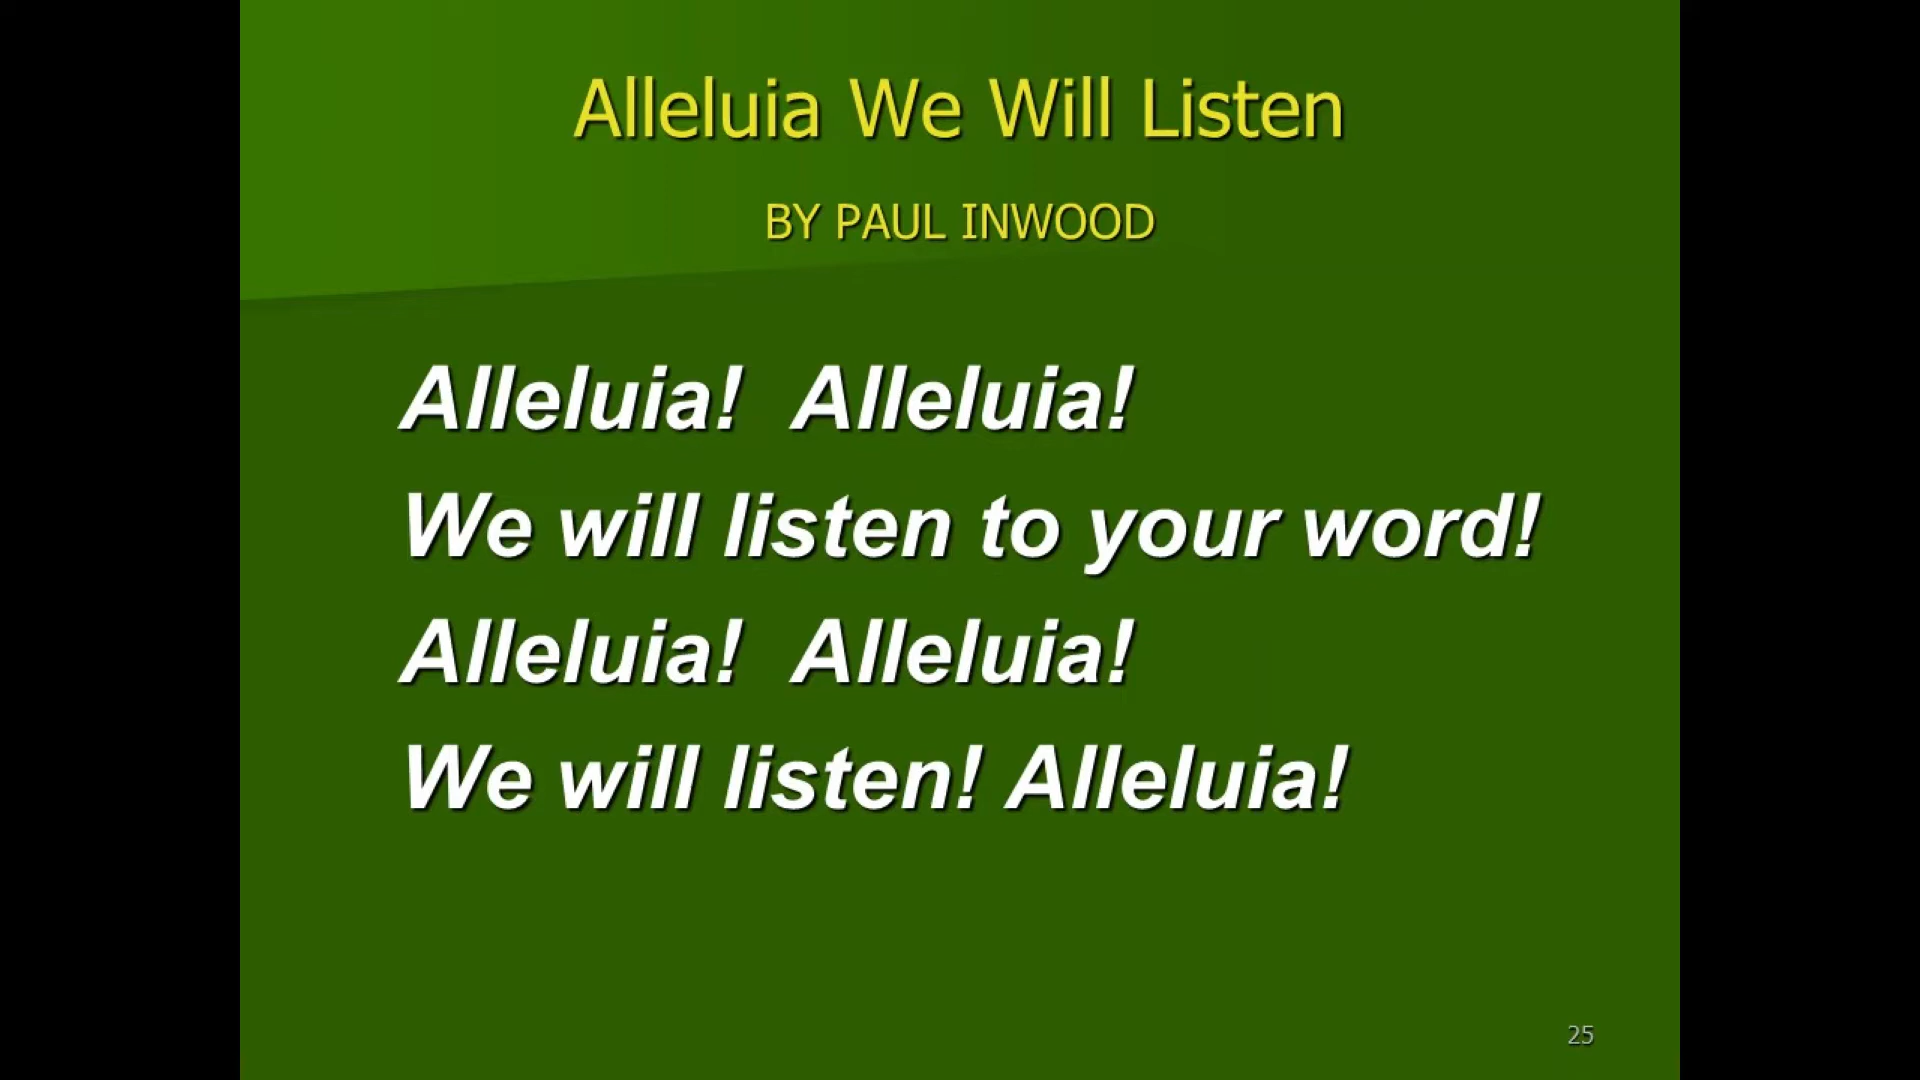 Alleluia We Will Listen
BY PAUL INWOOD
Alleluia!  Alleluia!
We will listen to your word!
Alleluia!  Alleluia!
We will listen! Alleluia!
25